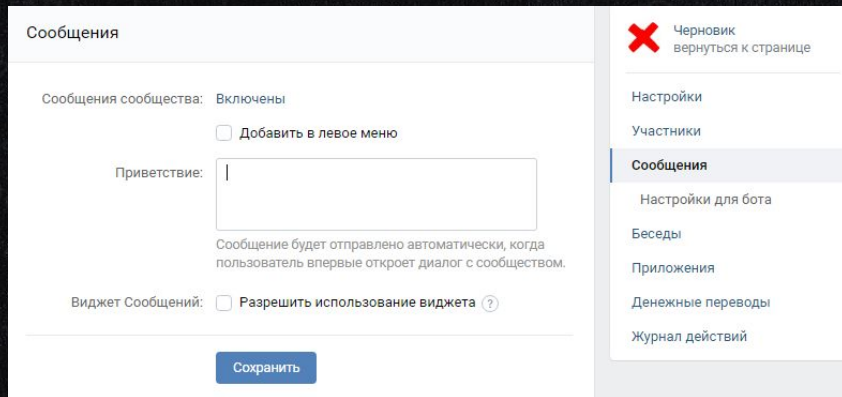 Сообщения
Сообщения сообщества: Включены
Добавить в левое меню
Приветствие:
Сообщение будет отправлено автоматически, когда
пользователь впервые откроет диалог с сообществом.
Виджет Сообщений: Разрешить использование виджета ?
Сохранить
Черновик
вернуться к странице
Настройки
Участники
Сообщения
Настройки для бота
Беседы
Приложения
Денежные переводы
Журнал действий